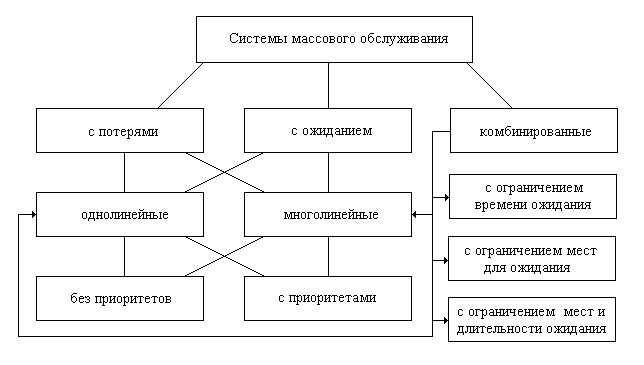 Системы массового обслуживания
с потерями
с ожиданием
комбинированные
с ограничением
времени ожидания
однолинейные
многолинейные
с ограничением мест
для ожидания
без приоритетов
с приоритетами
с ограничением мест и
длительности ожидания